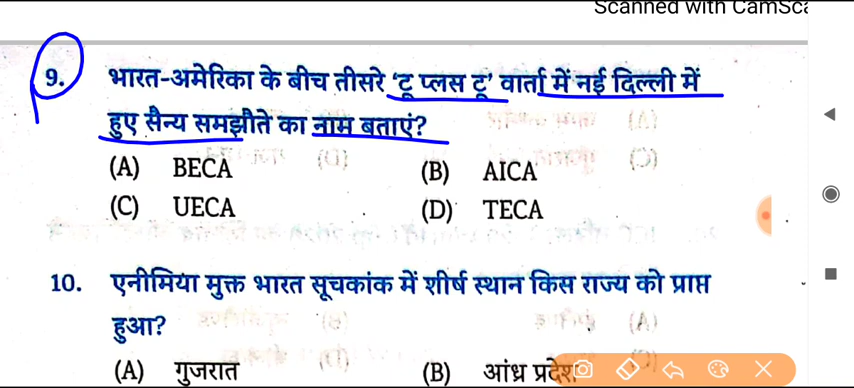 Scanned with CamSc
9. भारत-अमेरिका के बीच तीसरे 'टू प्लस टू' वार्ता में नई दिल्ली में
हुए सैन्य समझौते का नाम बताएं?
(A) BECA (B) AICA
(C) UECA (D) TECA
10. एनीमिया मुक्त भारत सूचकांक में शीर्ष स्थान किस राज्य को प्राप्त
हुआ?
(A) गुजरात (B) आंध्र प्रदेश